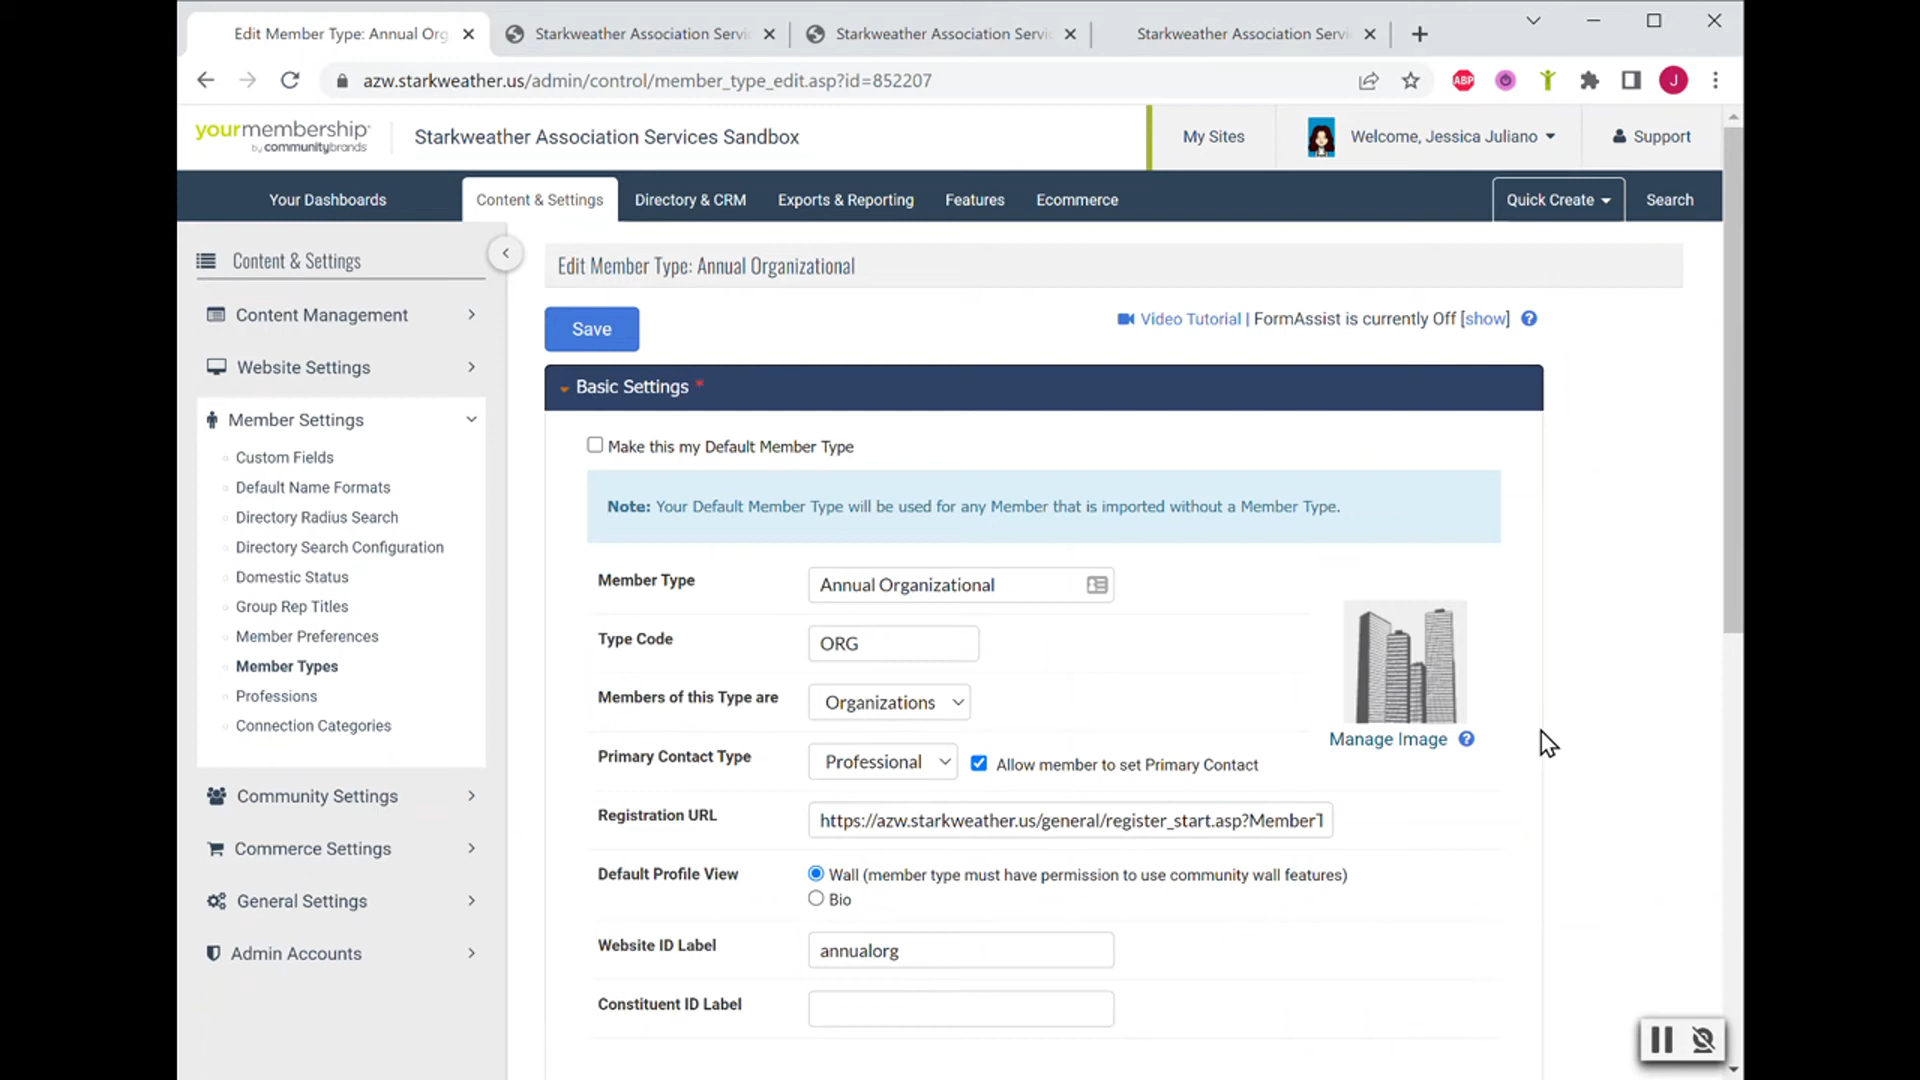 Edit Member Type: Annual Org
Starkweather Association Servic
Starkweather Association Servic
Starkweather Association Servi
azw.starkweather.us/admin/control/member_type_edit.asp?id=852207
ABP
J
yourmembership
by communitybrands
Starkweather Association Services Sandbox
My Sites
Welcome, Jessica Juliano
Support
Your Dashboards
Content & Settings
Directory & CRM
Exports & Reporting
Features
Ecommerce
Quick Create
Search
Content & Settings
Content Management
Website Settings
Member Settings
Custom Fields
Default Name Formats
Directory Radius Search
Directory Search Configuration
Domestic Status
Group Rep Titles
Member Preferences
Member Types
Professions
Connection Categories
Community Settings
Commerce Settings
General Settings
Admin Accounts
Edit Member Type: Annual Organizational
Save
Video Tutorial | FormAssist is currently Off [show] ?
Basic Settings *
Make this my Default Member Type
Note: Your Default Member Type will be used for any Member that is imported without a Member Type.
Member Type Annual Organizational
Type Code ORG
Members of this Type are Organizations
Manage Image ?
Primary Contact Type Professional Allow member to set Primary Contact
Registration URL https://azw.starkweather.us/general/register_start.asp?MemberT
Default Profile View Wall (member type must have permission to use community wall features)
Bio
Website ID Label annualorg
Constituent ID Label